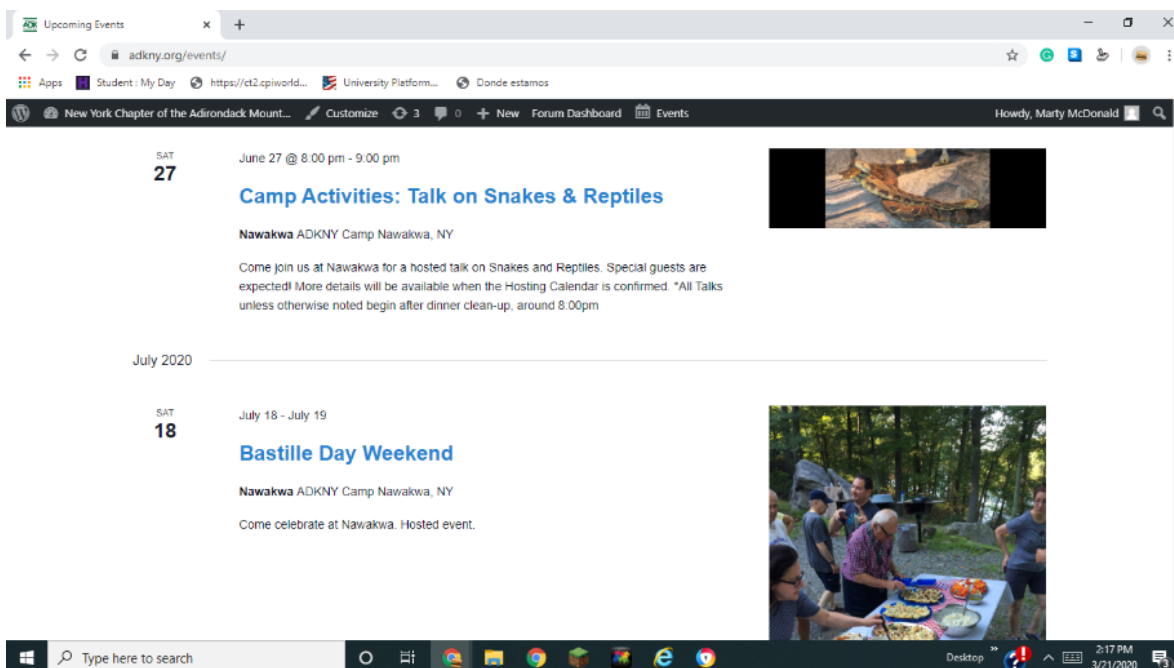 ADK Upcoming Events
adkny.org/events/
Apps Student : My Day https://ct2.cpiworld... University Platform... Donde estamos
New York Chapter of the Adirondack Mount... Customize 3 0 New Forum Dashboard Events Howdy, Marty McDonald
SAT
27
June 27 @ 8:00 pm - 9:00 pm
Camp Activities: Talk on Snakes & Reptiles
Nawakwa ADKNY Camp Nawakwa, NY
Come join us at Nawakwa for a hosted talk on Snakes and Reptiles. Special guests are
expected! More details will be available when the Hosting Calendar is confirmed. *All Talks
unless otherwise noted begin after dinner clean-up, around 8:00pm
July 2020
SAT
18
July 18 - July 19
Bastille Day Weekend
Nawakwa ADKNY Camp Nawakwa, NY
Come celebrate at Nawakwa. Hosted event.
Type here to search
Desktop
2:17 PM
3/21/2020